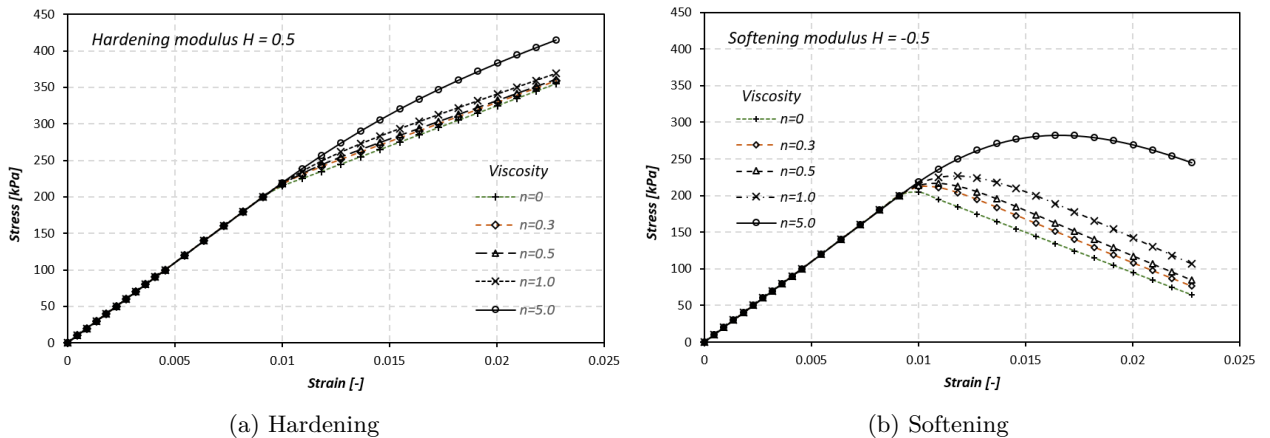 450
400
350
300
250
200
150
100
50
0
Stress [kPa]
Hardening modulus H = 0.5
Viscosity
n=0
n=0.3
n=0.5
n=1.0
n=5.0
0 0.005 0.01 0.015 0.02 0.025
Strain [-]
(a) Hardening
450
400
350
300
250
200
150
100
50
0
Stress [kPa]
Softening modulus H = -0.5
Viscosity
n=0
n=0.3
n=0.5
n=1.0
n=5.0
0 0.005 0.01 0.015 0.02 0.025
Strain [-]
(b) Softening